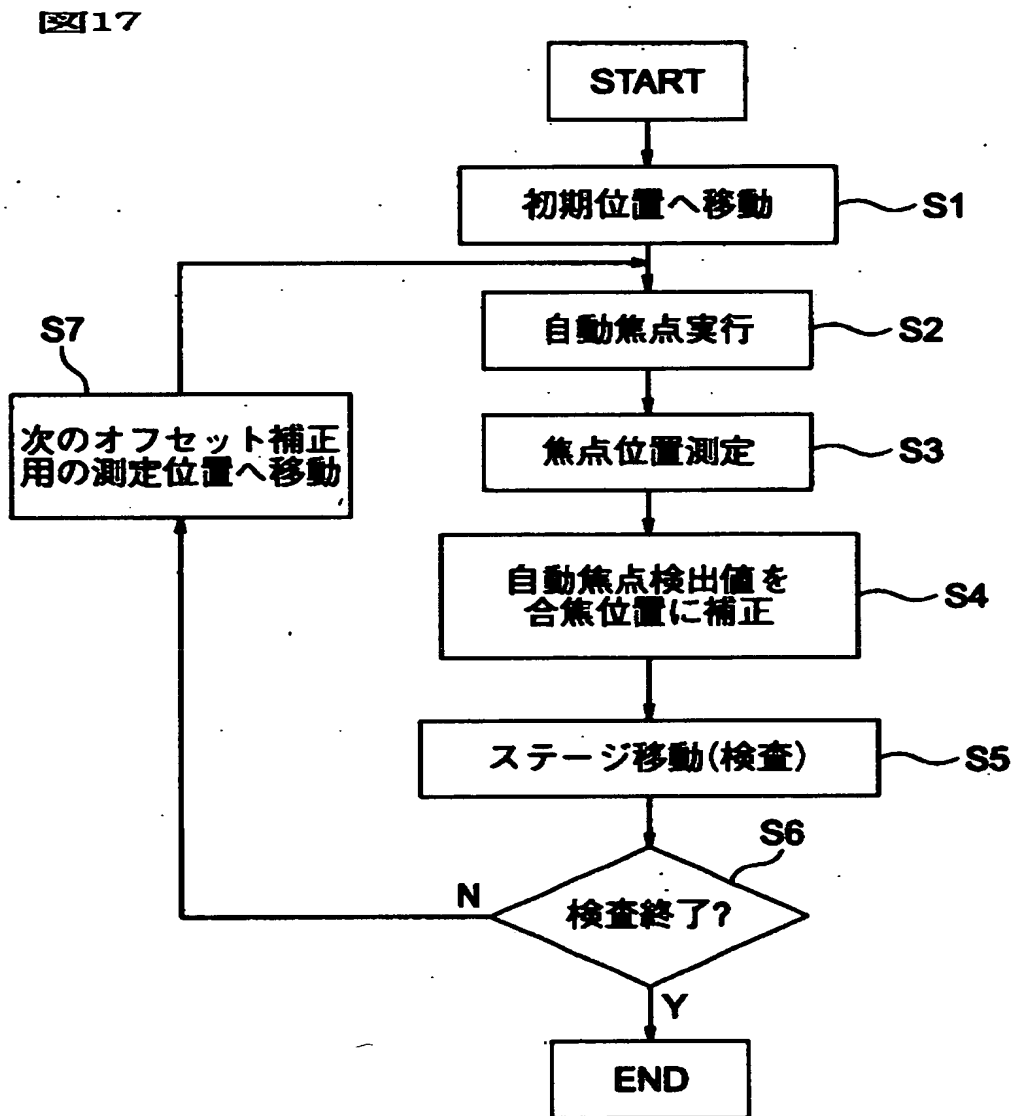 図17
START
初期位置へ移動
S1
自動焦点実行
S2
焦点位置測定
S3
自動焦点検出値を
合焦位置に補正
S4
ステージ移動(検査)
S5
検査終了?
S6
N
Y
S7
次のオフセット補正
用の測定位置へ移動
END